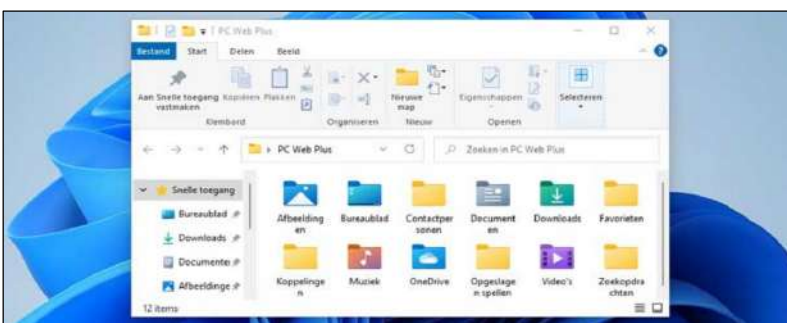 PC Web Plus
Bestand Start Delen Beeld
Aan Snelle toegang vastmaken
Kopiëren Plakken
Nieuwe map
Eigenschappen
Selecteren
Klembord Organiseren Nieuw Openen
PC Web Plus
Zoeken in PC Web Plus
Snelle toegang
Bureaublad
Downloads
Documenten
Afbeeldinge
Afbeelding
en
Bureaublad
Contactper
sonen
Document
en
Downloads
Favorieten
Koppelinge
n
Muziek
OneDrive
Opgeslage
n spellen
Video's
Zoekopdra
chten
12 items